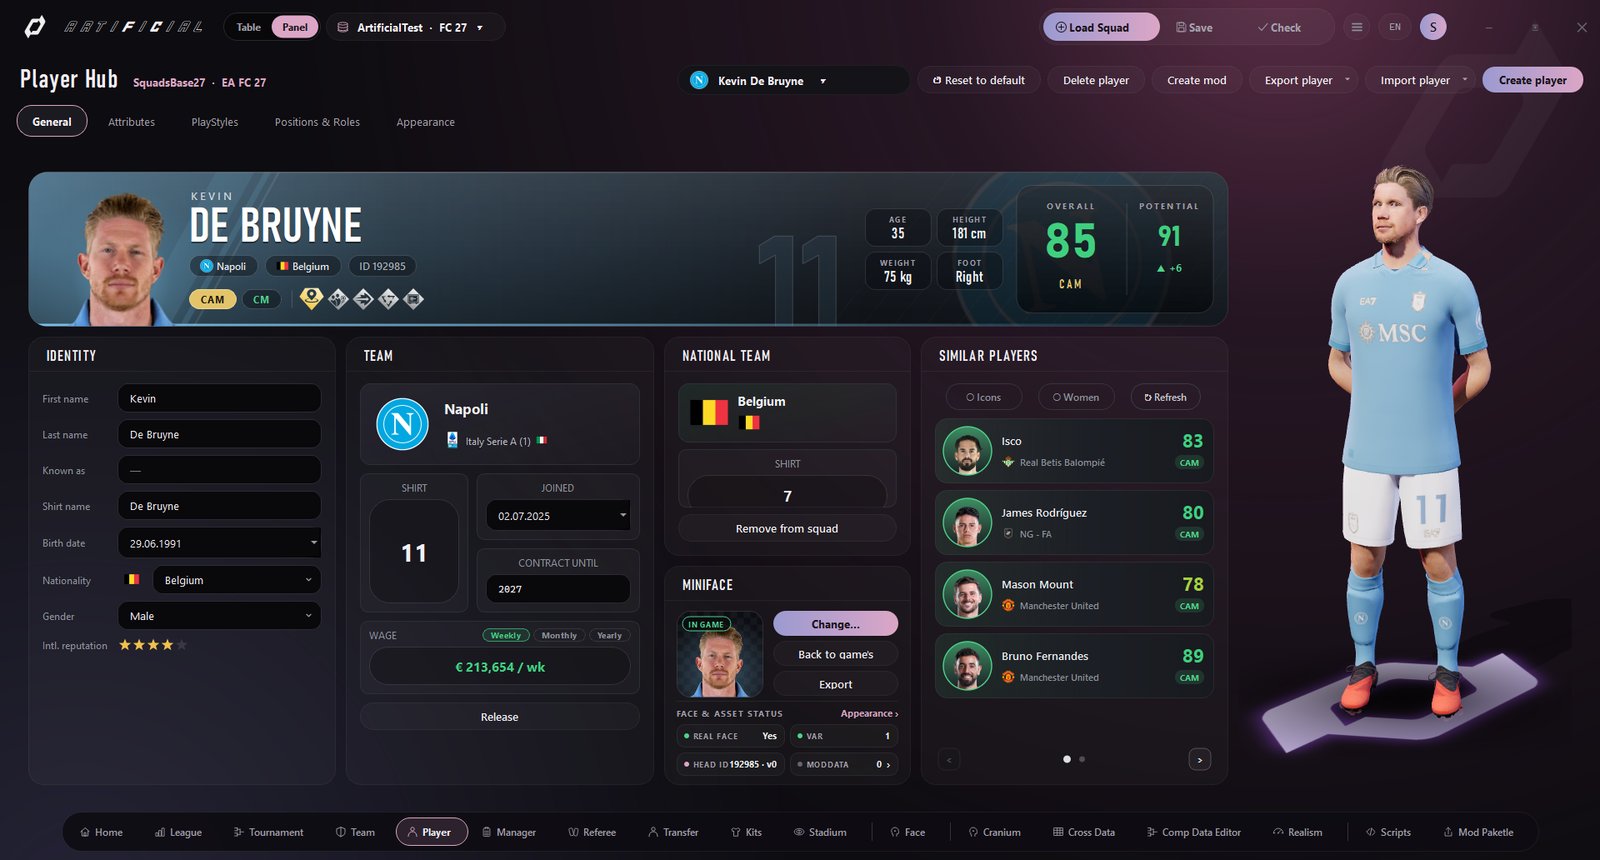 ARTIFICIAL
Table Panel
ArtificialTest · FC 27
Load Squad Save Check
EN S
Player Hub SquadsBase27 · EA FC 27
Kevin De Bruyne
Reset to default Delete player Create mod Export player Import player Create player
General Attributes PlayStyles Positions & Roles Appearance
KEVIN
DE BRUYNE
Napoli Belgium ID 192985
CAM CM
11
AGE
35
HEIGHT
181 cm
WEIGHT
75 kg
FOOT
Right
OVERALL
85
CAM
POTENTIAL
91
▲ +6
IDENTITY
First name Kevin
Last name De Bruyne
Known as —
Shirt name De Bruyne
Birth date 29.06.1991
Nationality Belgium
Gender Male
Intl. reputation ★★★★★
TEAM
N
Napoli
Italy Serie A (1)
SHIRT
11
JOINED
02.07.2025
CONTRACT UNTIL
2027
WAGE Weekly Monthly Yearly
€ 213,654 / wk
Release
NATIONAL TEAM
Belgium
SHIRT
7
Remove from squad
MINIFACE
IN GAME
Change...
Back to game's
Export
FACE & ASSET STATUS Appearance ›
REAL FACE Yes VAR 1
HEAD ID 192985 · v0 MODDATA 0 ›
SIMILAR PLAYERS
Icons Women Refresh
Isco 83
Real Betis Balompié CAM
James Rodríguez 80
NG - FA CAM
Mason Mount 78
Manchester United CAM
Bruno Fernandes 89
Manchester United CAM
< >
EA7
MSC
11
Home League Tournament Team Player Manager Referee Transfer Kits Stadium Face Cranium Cross Data Comp Data Editor Realism Scripts Mod Paketle